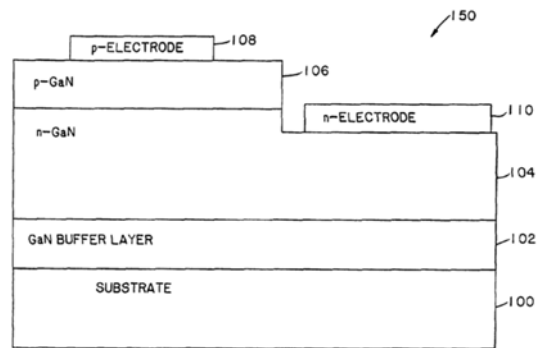 150
p-ELECTRODE 108
p-GaN 106
n-ELECTRODE 110
n-GaN
104
GaN BUFFER LAYER 102
SUBSTRATE
100